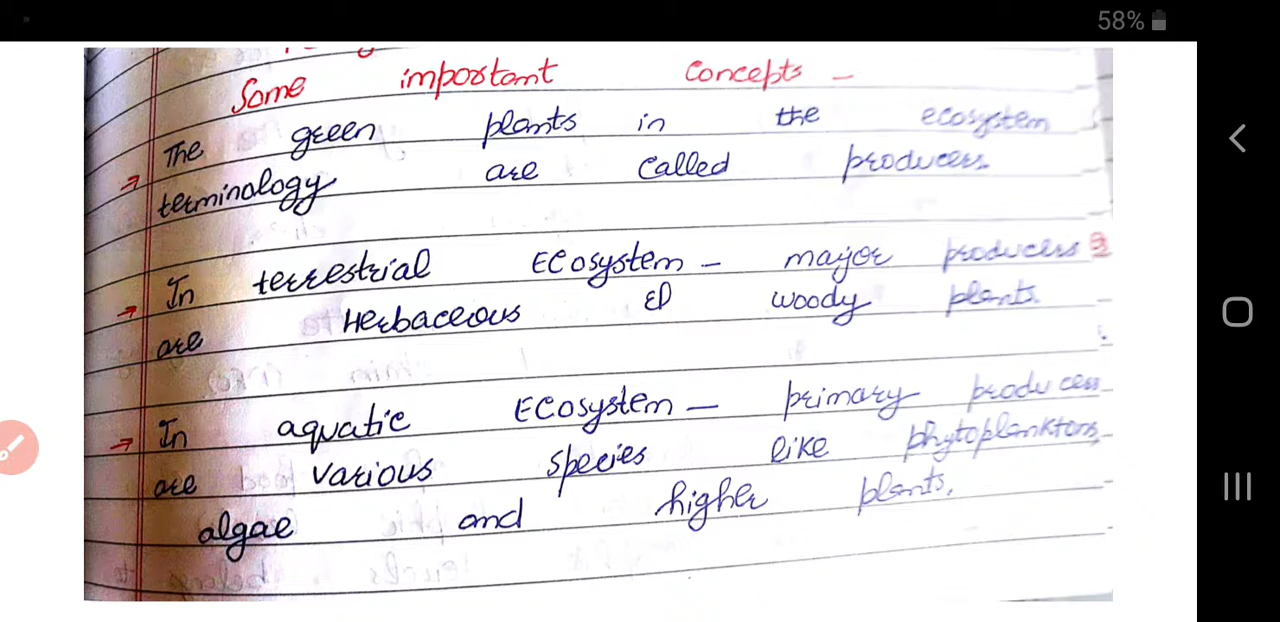 58%
Some important concepts -
→ The green plants in the ecosystem
terminology are called producers.
→ In terrestrial Ecosystem - major producers
are Herbaceous & woody plants.
→ In aquatic Ecosystem - primary producers
are various species like phytoplanktons,
algae and higher plants.